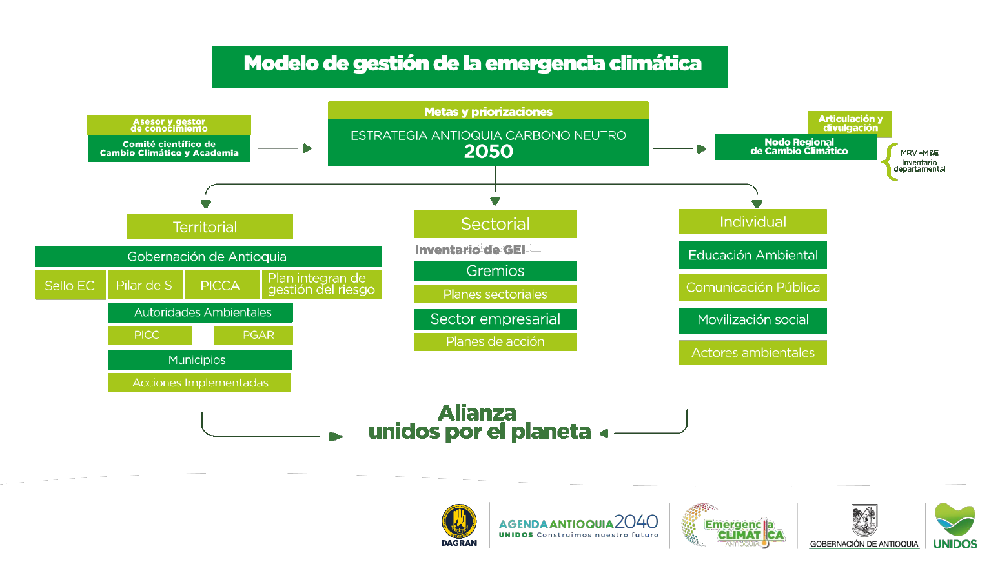 Modelo de gestión de la emergencia climática
Asesor y gestor
de conocimiento
Comité científico de
Cambio Climático y Academia
Metas y priorizaciones
ESTRATEGIA ANTIOQUIA CARBONO NEUTRO
2050
Articulación y
divulgación
Nodo Regional
de Cambio Climático
MRV -M&E
Inventario
departamental
Territorial
Gobernación de Antioquia
Sello EC
Pilar de S
PICCA
Plan integran de
gestión del riesgo
Autoridades Ambientales
PICC
PGAR
Municipios
Acciones Implementadas
Sectorial
Inventario de GEI
Gremios
Planes sectoriales
Sector empresarial
Planes de acción
Individual
Educación Ambiental
Comunicación Pública
Movilización social
Actores ambientales
Alianza
unidos por el planeta
DAGRAN
AGENDA ANTIOQUIA 2040
UNIDOS Construimos nuestro futuro
Emergencia
CLIMÁTICA
ANTIOQUIA
GOBERNACIÓN DE ANTIOQUIA
UNIDOS